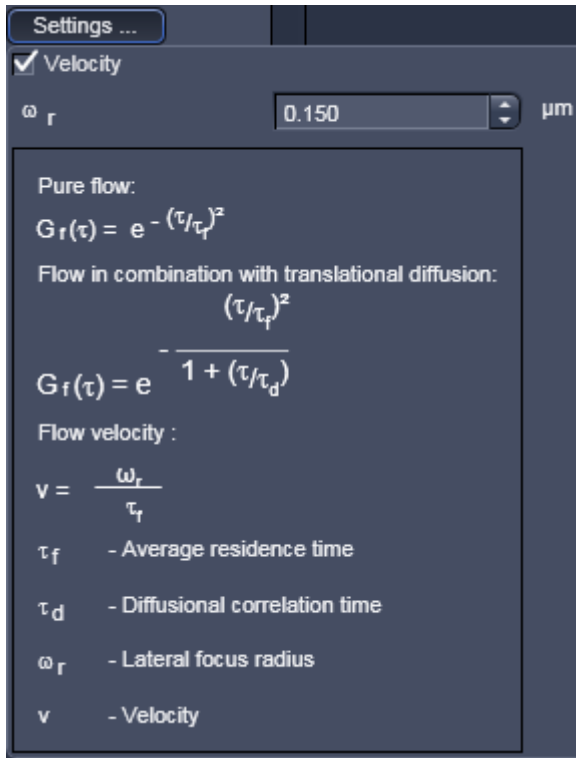 Settings ...
Velocity
ω r 0.150 μm
Pure flow:
G f(τ) = e - (τ/τf)²
Flow in combination with translational diffusion:
G f(τ) = e - (τ/τf)² / 1 + (τ/τd)
Flow velocity :
v = ωr / τf
τf - Average residence time
τd - Diffusional correlation time
ωr - Lateral focus radius
v - Velocity